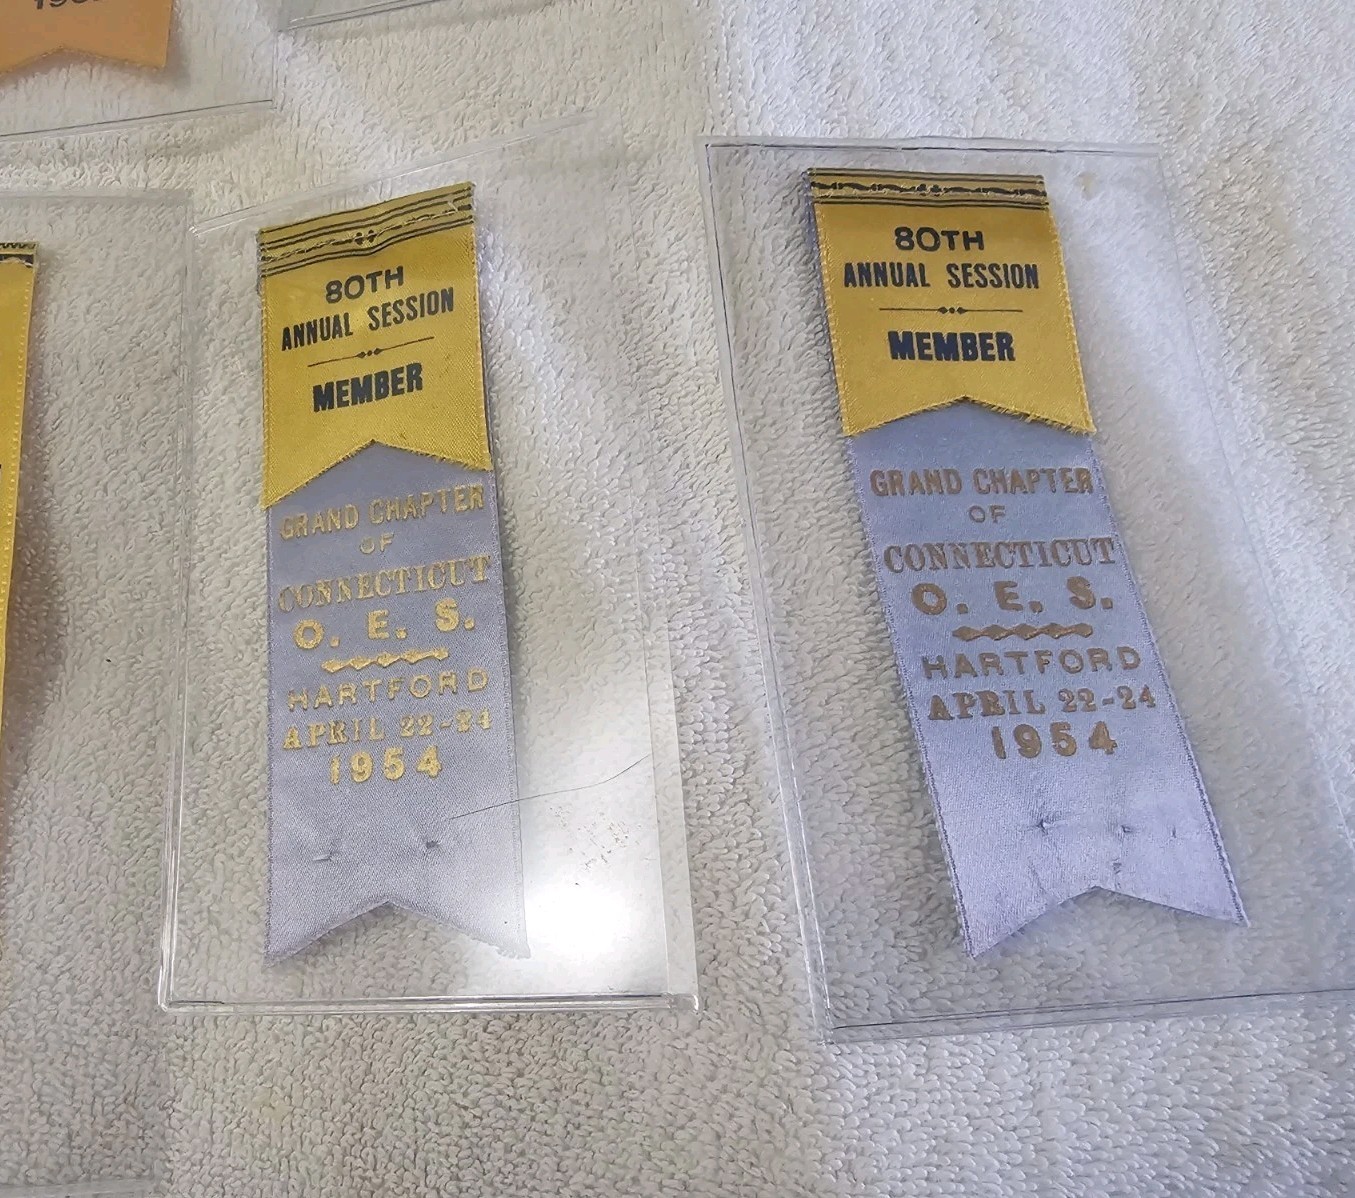 80TH
ANNUAL SESSION
MEMBER
GRAND CHAPTER
OF
CONNECTICUT
O. E. S.
HARTFORD
APRIL 22-24
1954
80TH
ANNUAL SESSION
MEMBER
GRAND CHAPTER
OF
CONNECTICUT
O. E. S.
HARTFORD
APRIL 22-24
1954